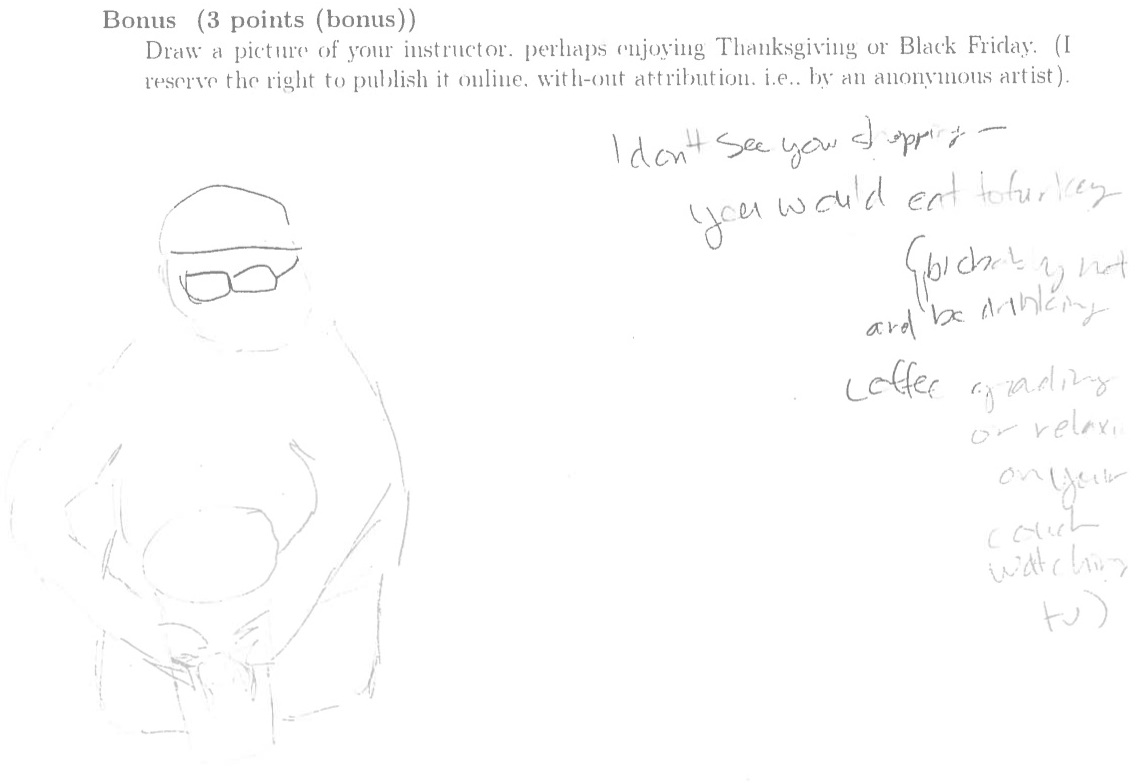 Bonus (3 points (bonus))
Draw a picture of your instructor, perhaps enjoying Thanksgiving or Black Friday. (I
reserve the right to publish it online, with-out attribution, i.e., by an anonymous artist).
I don't see you shopping –
you would eat tofurkey
(probably not
and be drinking
coffee grading
or relaxi
on your
couch
watching
tv)